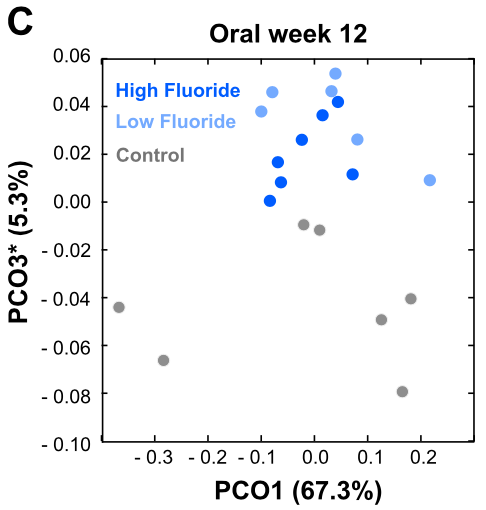 C
Oral week 12
0.06
High Fluoride
0.04
Low Fluoride
Control
0.02
0.00
- 0.02
- 0.04
- 0.06
- 0.08
- 0.10
PCO3* (5.3%)
- 0.3 - 0.2 - 0.1 0.0 0.1 0.2
PCO1 (67.3%)